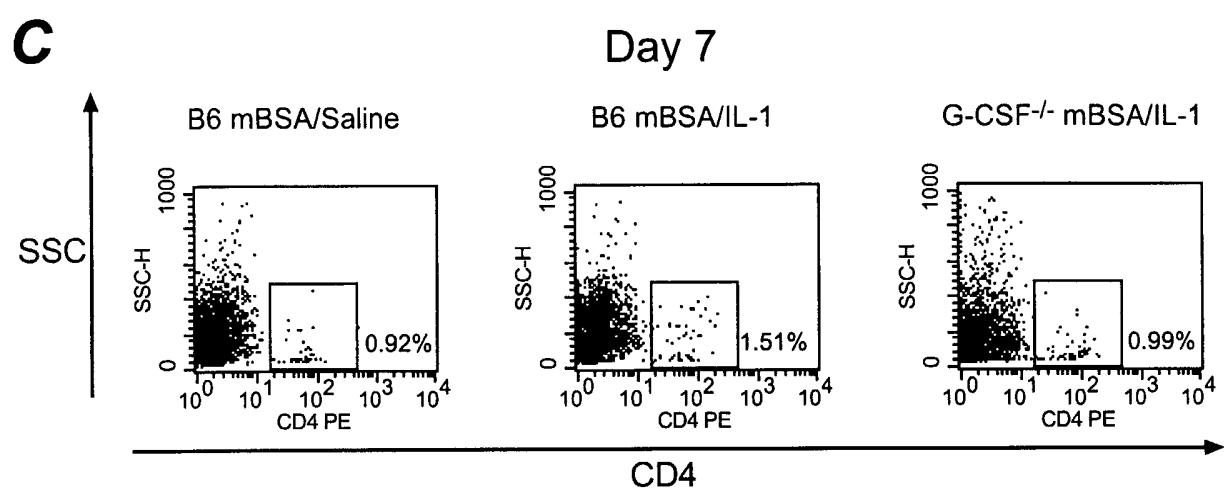 C
Day 7
B6 mBSA/Saline
B6 mBSA/IL-1
G-CSF-/- mBSA/IL-1
SSC
SSC-H
1000
0
0.92%
10^0 10^1 10^2 10^3 10^4
CD4 PE
SSC-H
1000
0
1.51%
10^0 10^1 10^2 10^3 10^4
CD4 PE
SSC-H
1000
0
0.99%
10^0 10^1 10^2 10^3 10^4
CD4 PE
CD4